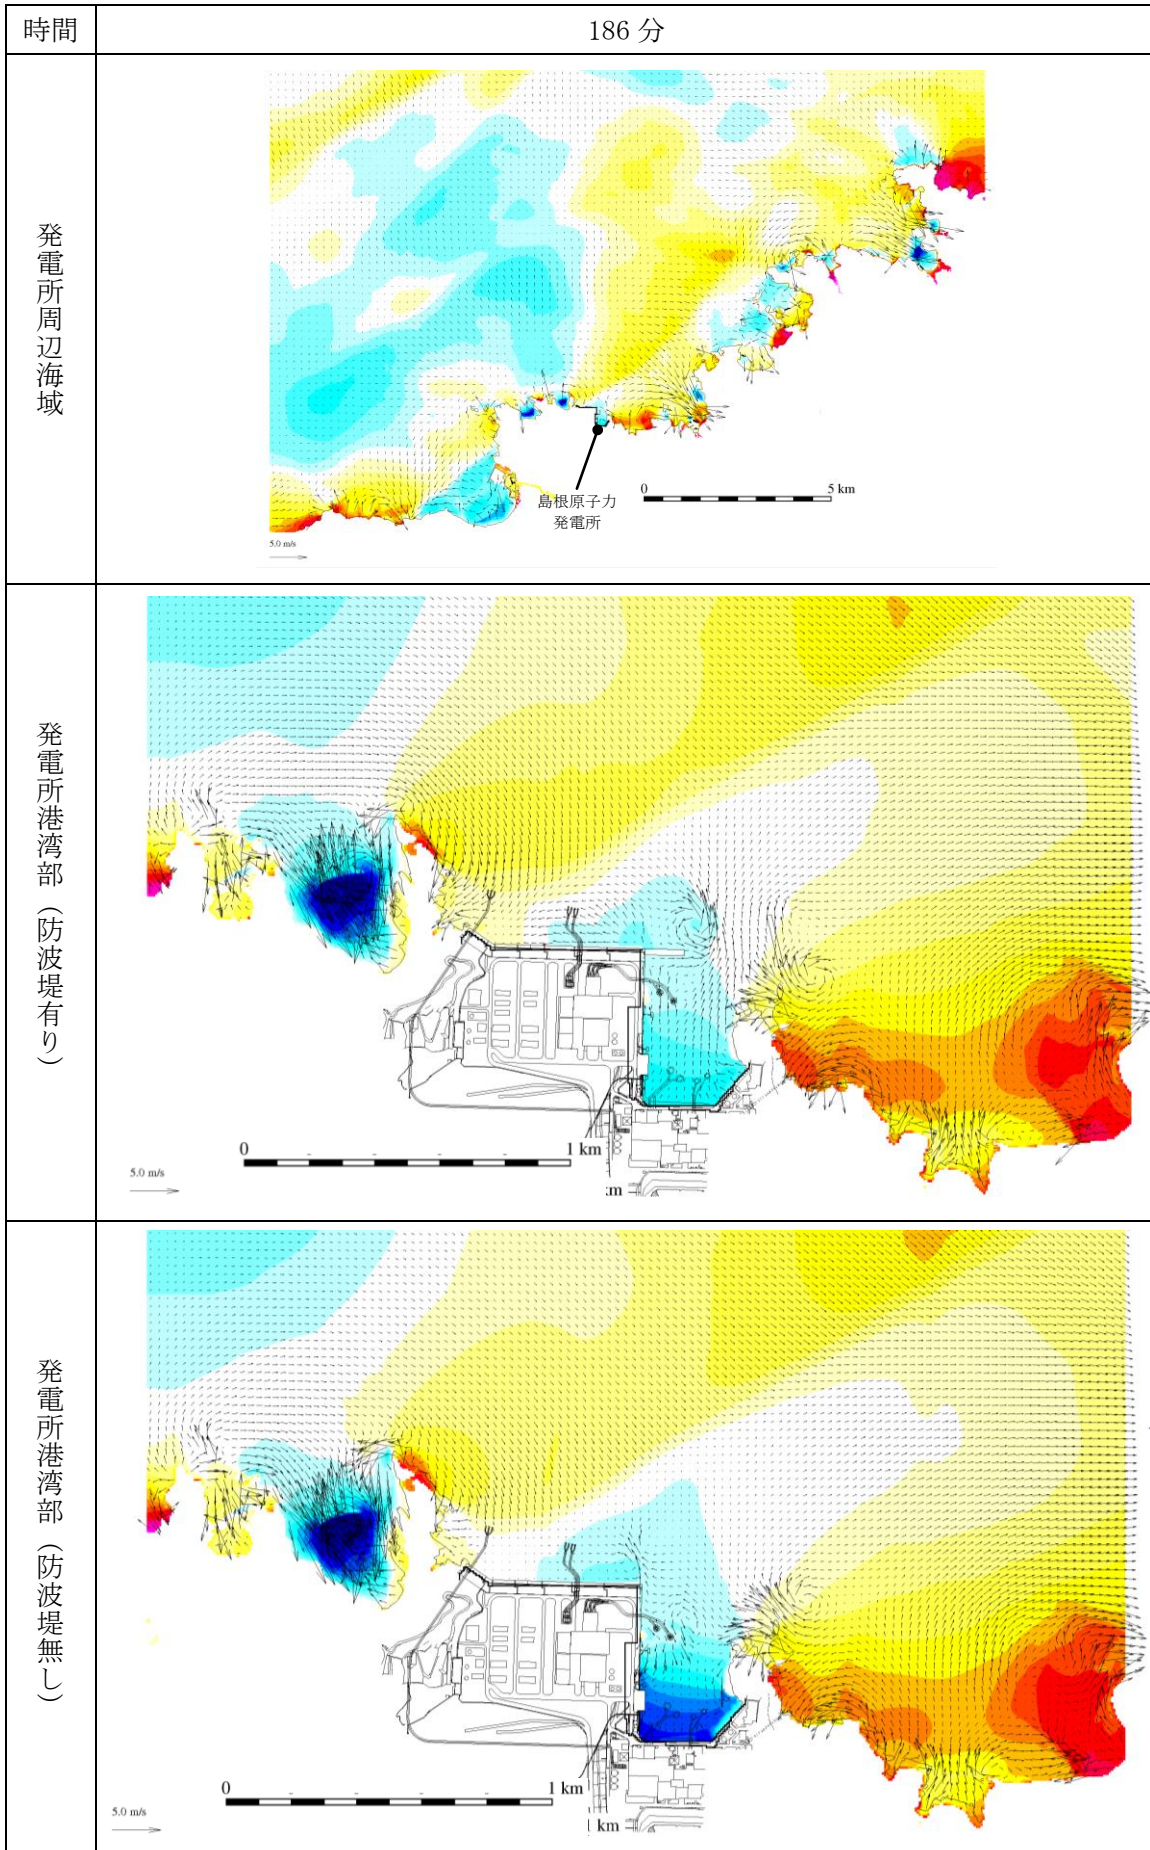 時間
186 分
発電所周辺海域
島根原子力
発電所
0
5 km
5.0 m/s
発電所港湾部（防波堤有り）
0
1 km
5.0 m/s
km
発電所港湾部（防波堤無し）
0
1 km
5.0 m/s
km